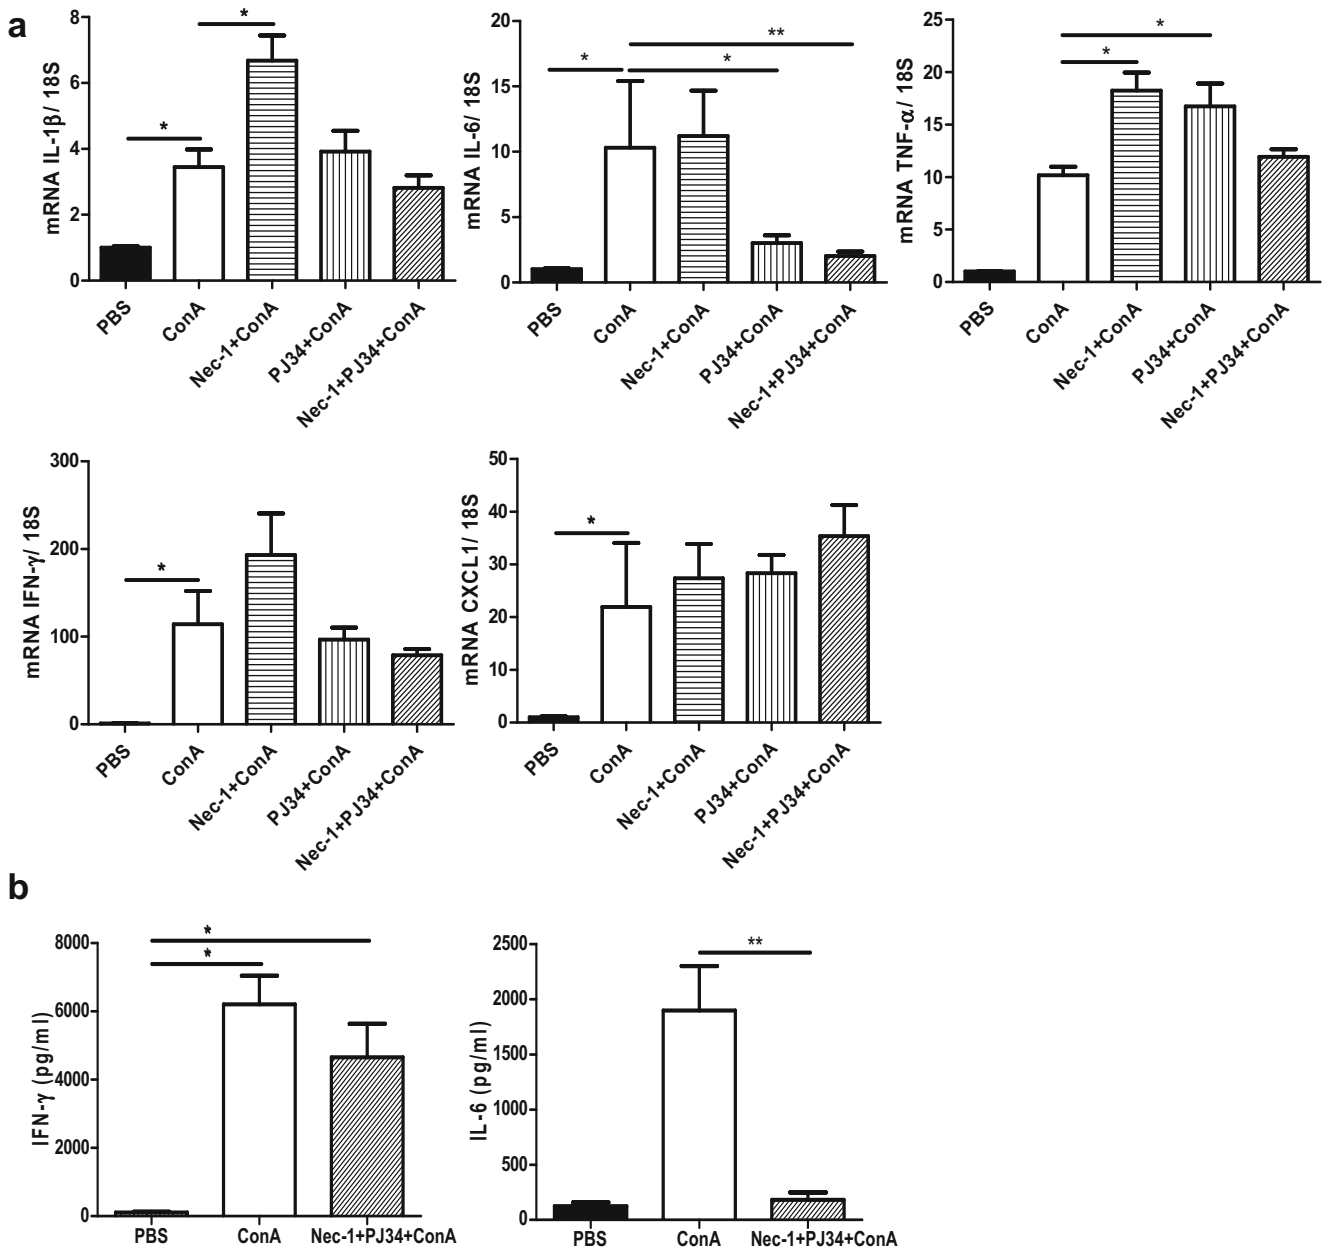 a
mRNA IL-1β/ 18S
8
6
4
2
0
*
*
PBS
ConA
Nec-1+ConA
PJ34+ConA
Nec-1+PJ34+ConA
mRNA IL-6/ 18S
20
15
10
5
0
*
*
**
PBS
ConA
Nec-1+ConA
PJ34+ConA
Nec-1+PJ34+ConA
mRNA TNF-α/ 18S
25
20
15
10
5
0
*
*
PBS
ConA
Nec-1+ConA
PJ34+ConA
Nec-1+PJ34+ConA
mRNA IFN-γ/ 18S
300
200
100
0
*
PBS
ConA
Nec-1+ConA
PJ34+ConA
Nec-1+PJ34+ConA
mRNA CXCL1/ 18S
50
40
30
20
10
0
*
PBS
ConA
Nec-1+ConA
PJ34+ConA
Nec-1+PJ34+ConA
b
IFN-γ (pg/ml)
8000
6000
4000
2000
0
*
*
PBS
ConA
Nec-1+PJ34+ConA
IL-6 (pg/ml)
2500
2000
1500
1000
500
0
**
PBS
ConA
Nec-1+PJ34+ConA